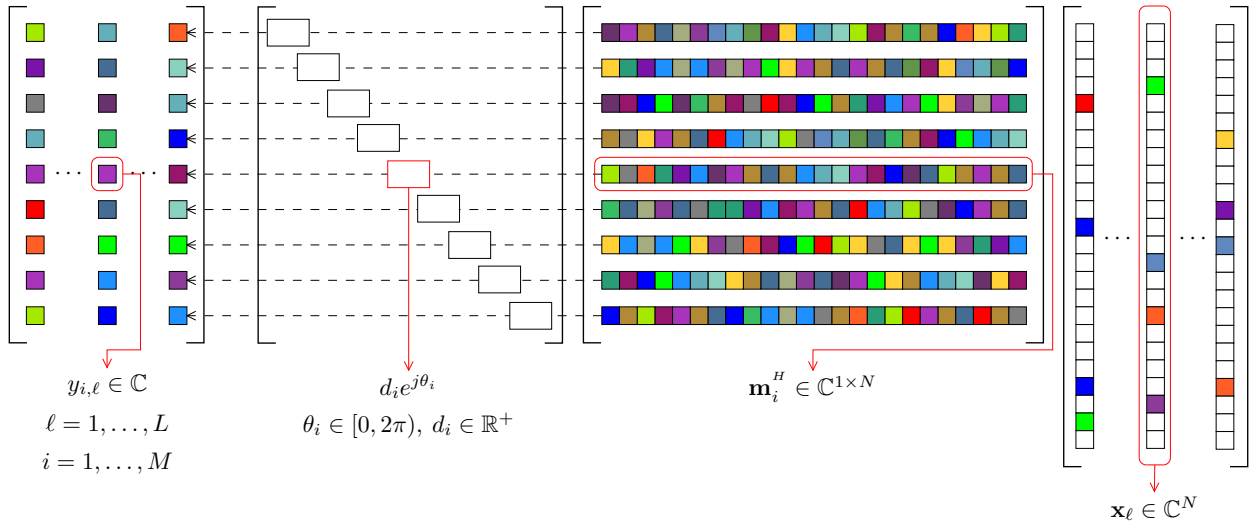 ··· ···
··· ···
y_{i,ℓ} ∈ ℂ
ℓ = 1, . . . , L
i = 1, . . . , M
d_i e^{jθ_i}
θ_i ∈ [0, 2π), d_i ∈ ℝ^+
𝐦_i^H ∈ ℂ^{1×N}
𝐱_ℓ ∈ ℂ^N